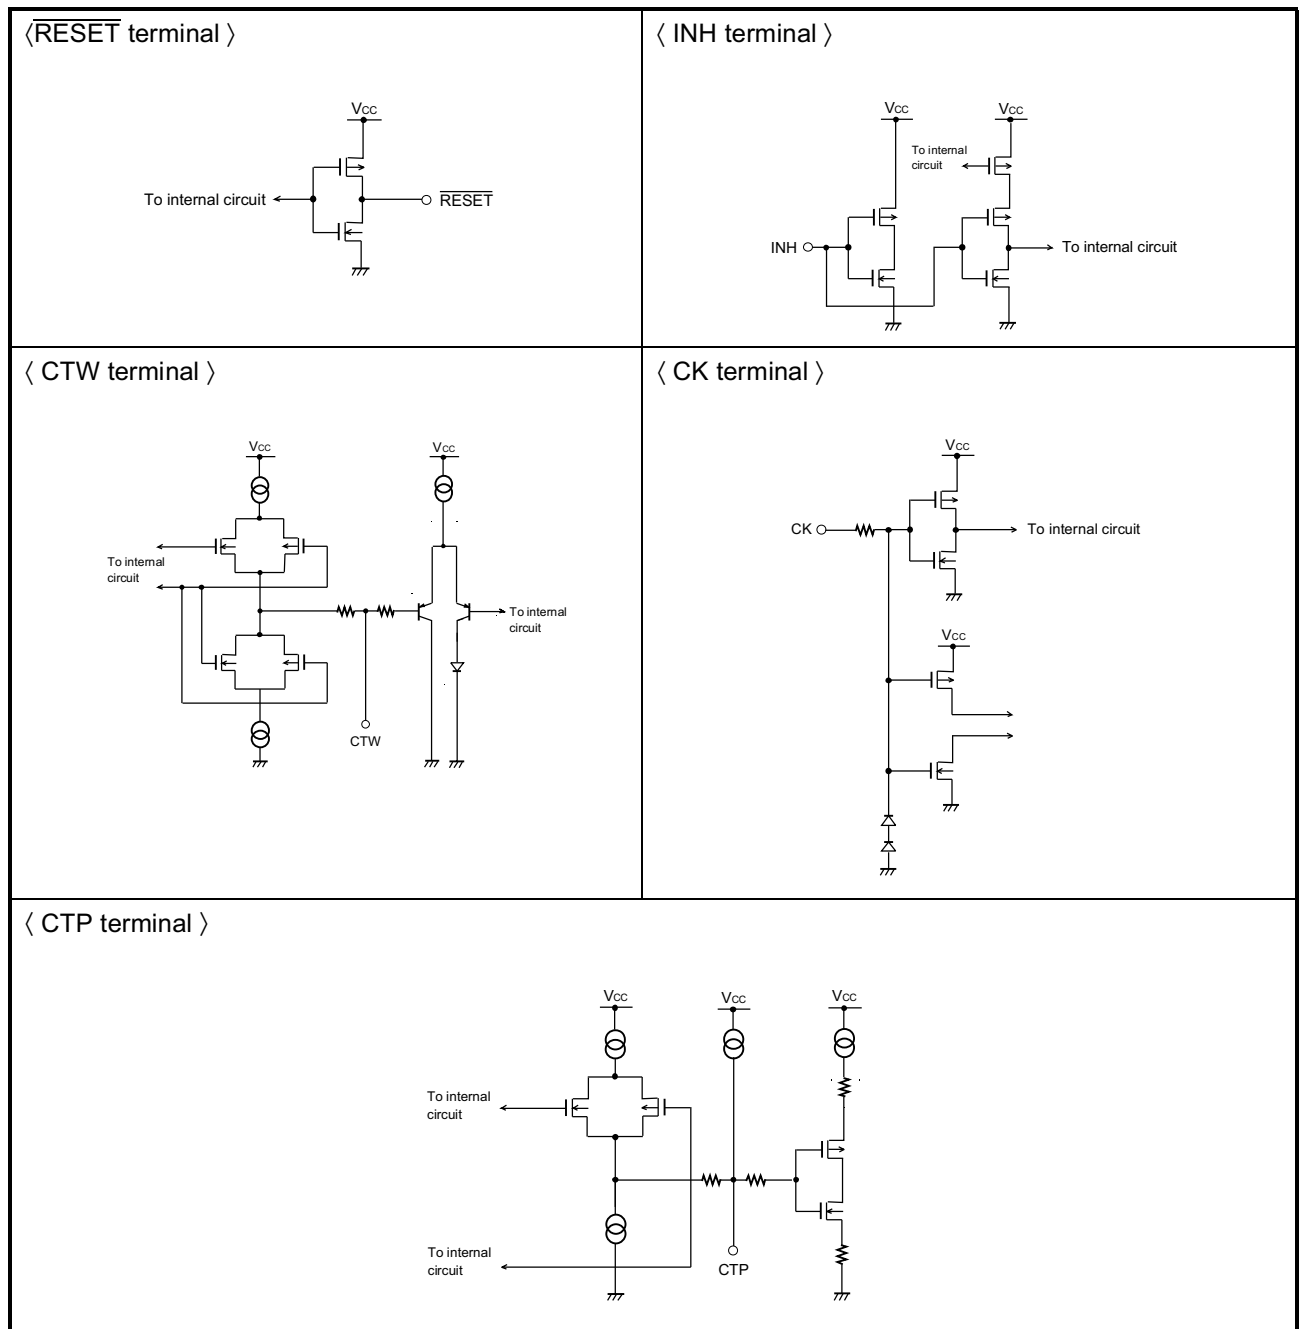 〈R̅E̅S̅E̅T̅ terminal 〉
Vcc
To internal circuit
R̅E̅S̅E̅T̅
〈 INH terminal 〉
Vcc
Vcc
To internal
circuit
INH
To internal circuit
〈 CTW terminal 〉
Vcc
Vcc
To internal
circuit
To internal
circuit
CTW
〈 CK terminal 〉
Vcc
CK
To internal circuit
Vcc
〈 CTP terminal 〉
Vcc
Vcc
Vcc
To internal
circuit
To internal
circuit
CTP